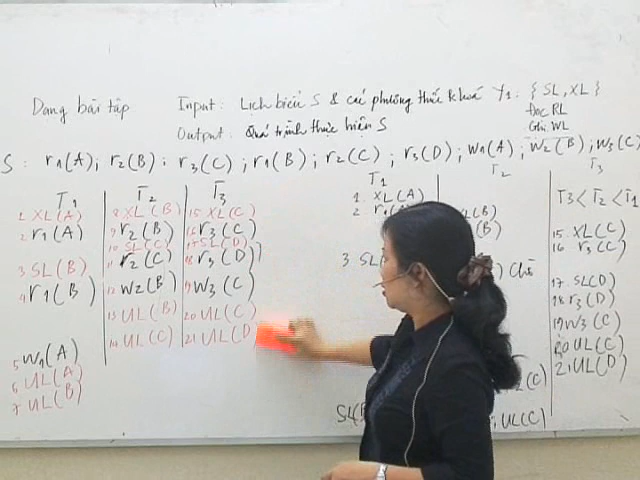 Dạng bài tập
Input: Lịch biểu S & các phương thức khoá Y1: {SL, XL}
Đọc RL
Ghi WL
Output: Quá trình thực hiện S
S: r1(A); r2(B); r3(C); r1(B); r2(C); r3(D); w1(A); w2(B); w3(C)
T1
1 XL(A)
2 r1(A)
3 SL(B)
4 r1(B)
5 W1(A)
6 UL(A)
7 UL(B)
T2
8 XL(B)
9 r2(B)
10 SL(C)
11 r2(C)
12 W2(B)
13 UL(B)
14 UL(C)
T3
15 XL(C)
16 r3(C)
17 SL(D)
18 r3(D)
19 W3(C)
20 UL(C)
21 UL(D)
T1
1. XL(A)
2
3 SL
T2
(B)
(B)
Chờ
(C)
UL(C)
T3
T3 < T2 < T1
15. XL(C)
16 r3(C)
17. SL(D)
18 r3(D)
19 W3(C)
20 UL(C)
21 UL(D)